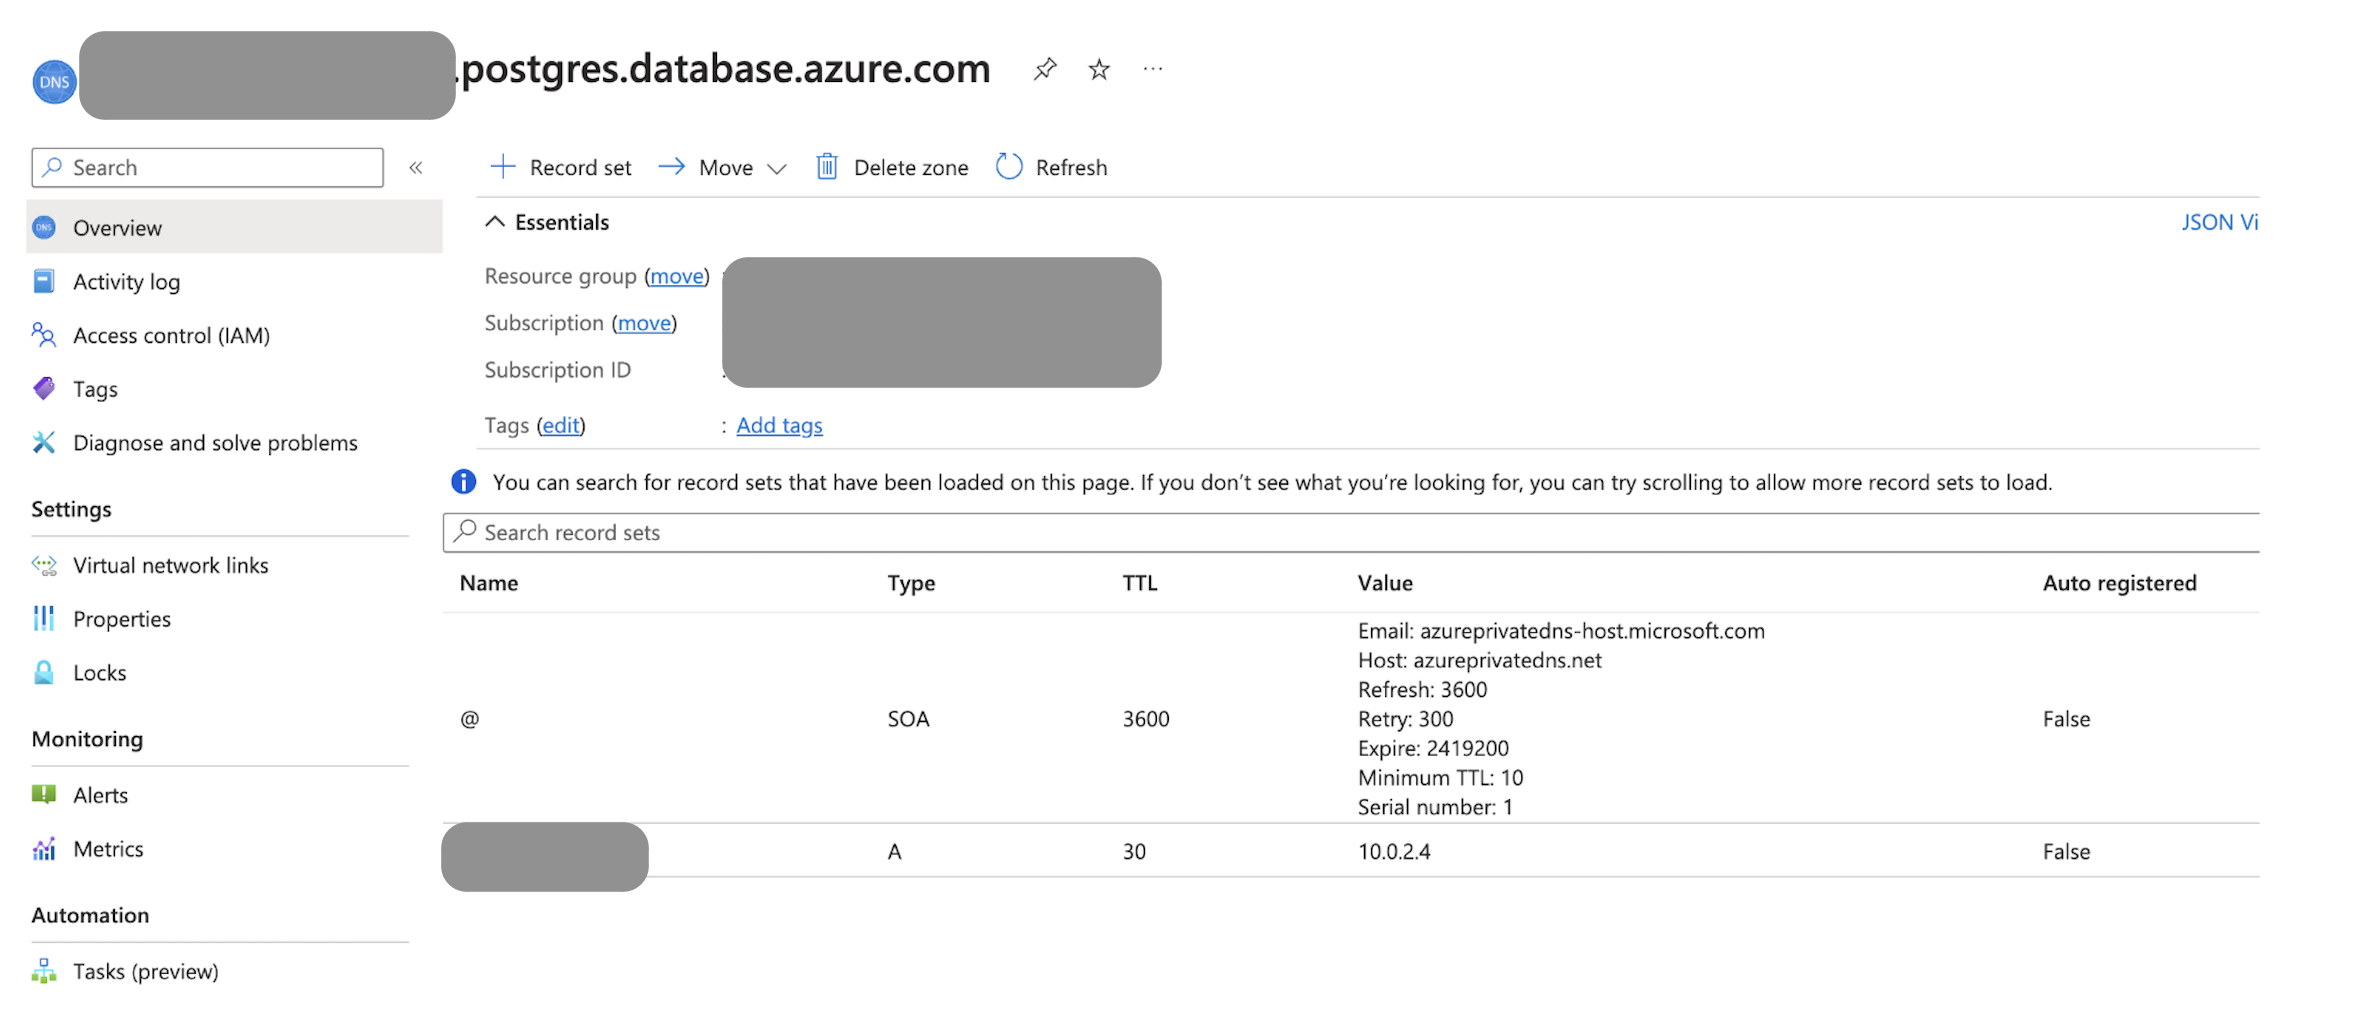 DNS
.postgres.database.azure.com
Search
Record set
Move
Delete zone
Refresh
Overview
Activity log
Access control (IAM)
Tags
Diagnose and solve problems
Settings
Virtual network links
Properties
Locks
Monitoring
Alerts
Metrics
Automation
Tasks (preview)
Essentials
JSON Vi
Resource group (move) :
Subscription (move)
Subscription ID :
Tags (edit) : Add tags
You can search for record sets that have been loaded on this page. If you don't see what you're looking for, you can try scrolling to allow more record sets to load.
Search record sets
Name Type TTL Value Auto registered
Email: azureprivatedns-host.microsoft.com
Host: azureprivatedns.net
Refresh: 3600
@ SOA 3600 Retry: 300 False
Expire: 2419200
Minimum TTL: 10
Serial number: 1
A 30 10.0.2.4 False